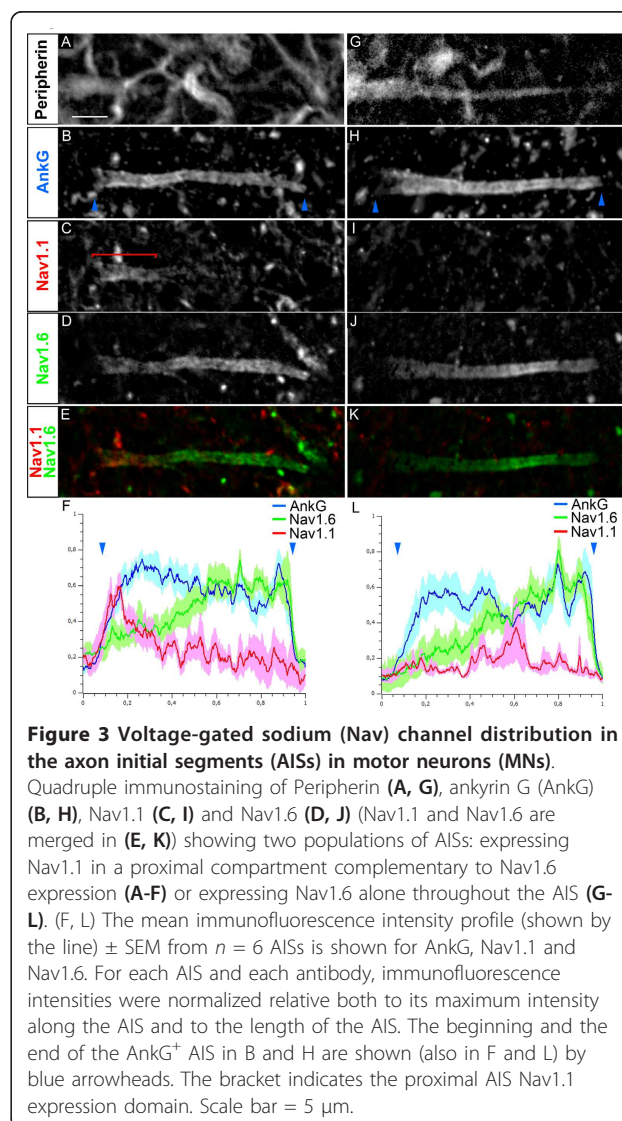 A
G
Peripherin
B
H
AnkG
C
I
Nav1.1
D
J
Nav1.6
E
K
Nav1.1
Nav1.6
F
AnkG
Nav1.6
Nav1.1
0,8
0,6
0,4
0,2
0
0
0,2
0,4
0,6
0,8
1
L
AnkG
Nav1.6
Nav1.1
0,8
0,6
0,4
0,2
0
0
0,2
0,4
0,6
0,8
1
Figure 3 Voltage-gated sodium (Nav) channel distribution in
the axon initial segments (AISs) in motor neurons (MNs).
Quadruple immunostaining of Peripherin (A, G), ankyrin G (AnkG)
(B, H), Nav1.1 (C, I) and Nav1.6 (D, J) (Nav1.1 and Nav1.6 are
merged in (E, K)) showing two populations of AISs: expressing
Nav1.1 in a proximal compartment complementary to Nav1.6
expression (A-F) or expressing Nav1.6 alone throughout the AIS (G-
L). (F, L) The mean immunofluorescence intensity profile (shown by
the line) ± SEM from n = 6 AISs is shown for AnkG, Nav1.1 and
Nav1.6. For each AIS and each antibody, immunofluorescence
intensities were normalized relative both to its maximum intensity
along the AIS and to the length of the AIS. The beginning and the
end of the AnkG+ AIS in B and H are shown (also in F and L) by
blue arrowheads. The bracket indicates the proximal AIS Nav1.1
expression domain. Scale bar = 5 μm.